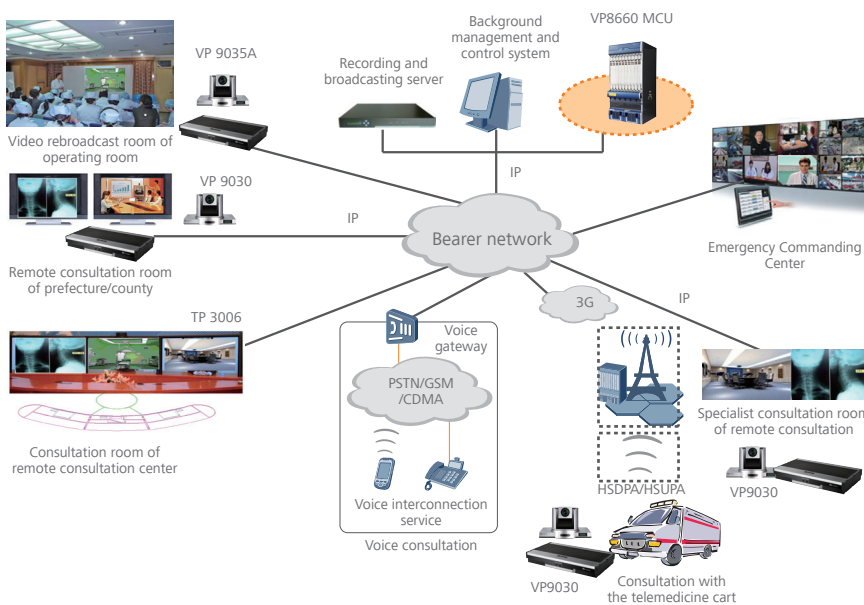 VP 9035A
Video rebroadcast room of
operating room
Recording and
broadcasting server
Background
management and
control system
VP8660 MCU
IP
VP 9030
IP
Remote consultation room
of prefecture/county
Bearer network
Emergency Commanding
Center
TP 3006
Consultation room of
remote consultation center
Voice
gateway
PSTN/GSM
/CDMA
Voice interconnection
service
Voice consultation
3G
IP
HSDPA/HSUPA
Specialist consultation room
of remote consultation
VP9030
VP9030
Consultation with
the telemedicine cart